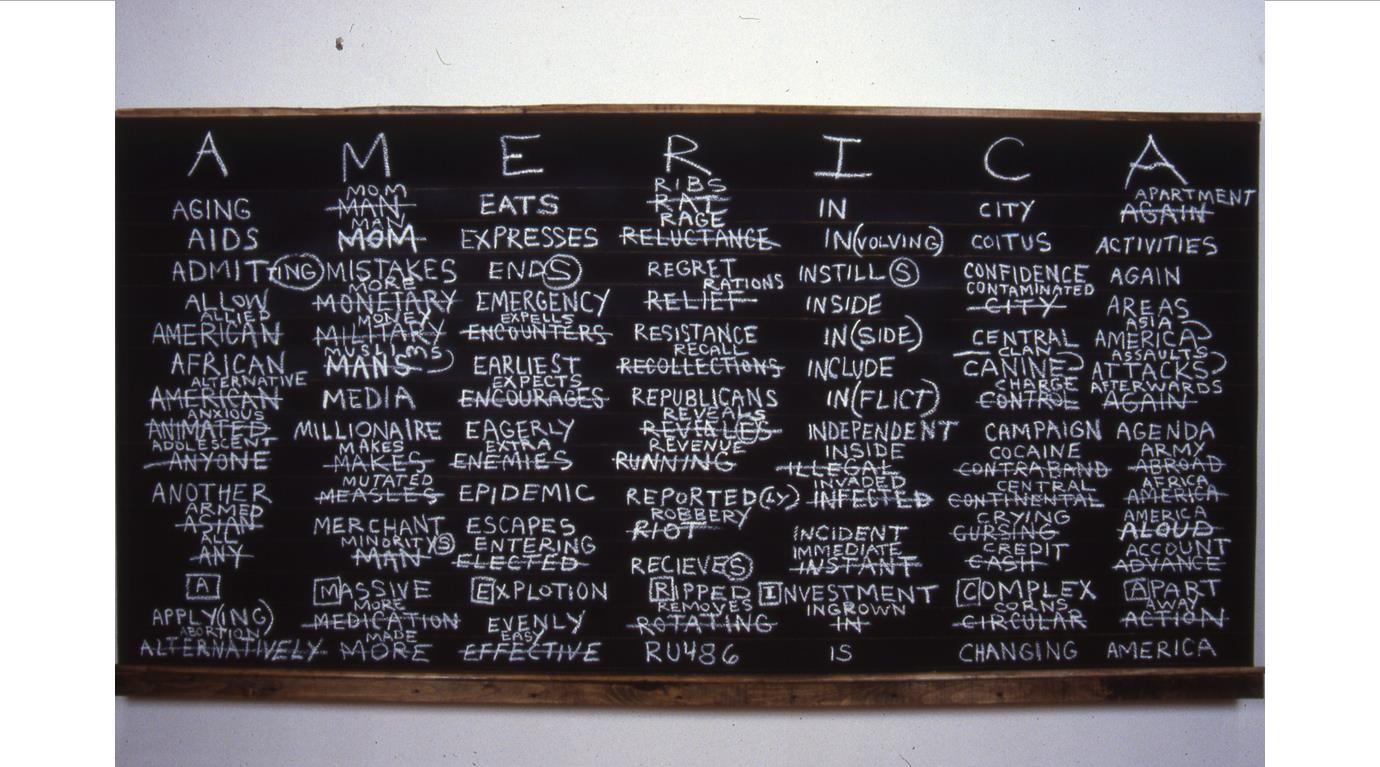 A M E R I C A
MOM RIBS APARTMENT
AGING MAN EATS RAT IN CITY AGAIN
MAN RAGE
AIDS MOM EXPRESSES RELUCTANCE IN(VOLVING) COITUS ACTIVITIES
ADMITTING MISTAKES ENDS REGRET INSTILLS CONFIDENCE AGAIN
MORE RATIONS CONTAMINATED
ALLOW MONETARY EMERGENCY RELIEF INSIDE CITY AREAS
ALLIED MONEY EXPELLS ASIA
AMERICAN MILITARY ENCOUNTERS RESISTANCE IN(SIDE) CENTRAL AMERICA
MUSLIMS RECALL CLAN ASSAULTS
AFRICAN MANS EARLIEST RECOLLECTIONS INCLUDE CANINE ATTACKS
ALTERNATIVE EXPECTS CHARGE AFTERWARDS
AMERICAN MEDIA ENCOURAGES REPUBLICANS IN(FLICT) CONTROL AGAIN
ANXIOUS REVEALS
ANIMATED MILLIONAIRE EAGERLY REVEALES INDEPENDENT CAMPAIGN AGENDA
ADOLESCENT MAKES EXTRA REVENUE INSIDE COCAINE ARMY
ANYONE MAKES ENEMIES RUNNING ILLEGAL CONTRABAND ABROAD
MUTATED INVADED CENTRAL AFRICA
ANOTHER MEASLES EPIDEMIC REPORTED(LY) INFECTED CONTINENTAL AMERICA
ARMED ROBBERY CRYING AMERICA
ASIAN MERCHANT ESCAPES RIOT INCIDENT CURSING ALOUD
ALL MINORITYS ENTERING IMMEDIATE CREDIT ACCOUNT
ANY MAN ELECTED RECIEVES INSTANT CASH ADVANCE
A MASSIVE EXPLOTION RIPPED INVESTMENT COMPLEX APART
MORE REMOVES INGROWN CORNS AWAY
APPLY(ING) MEDICATION EVENLY ROTATING IN CIRCULAR ACTION
ABORTION MADE EASY
ALTERNATIVELY MORE EFFECTIVE RU486 IS CHANGING AMERICA